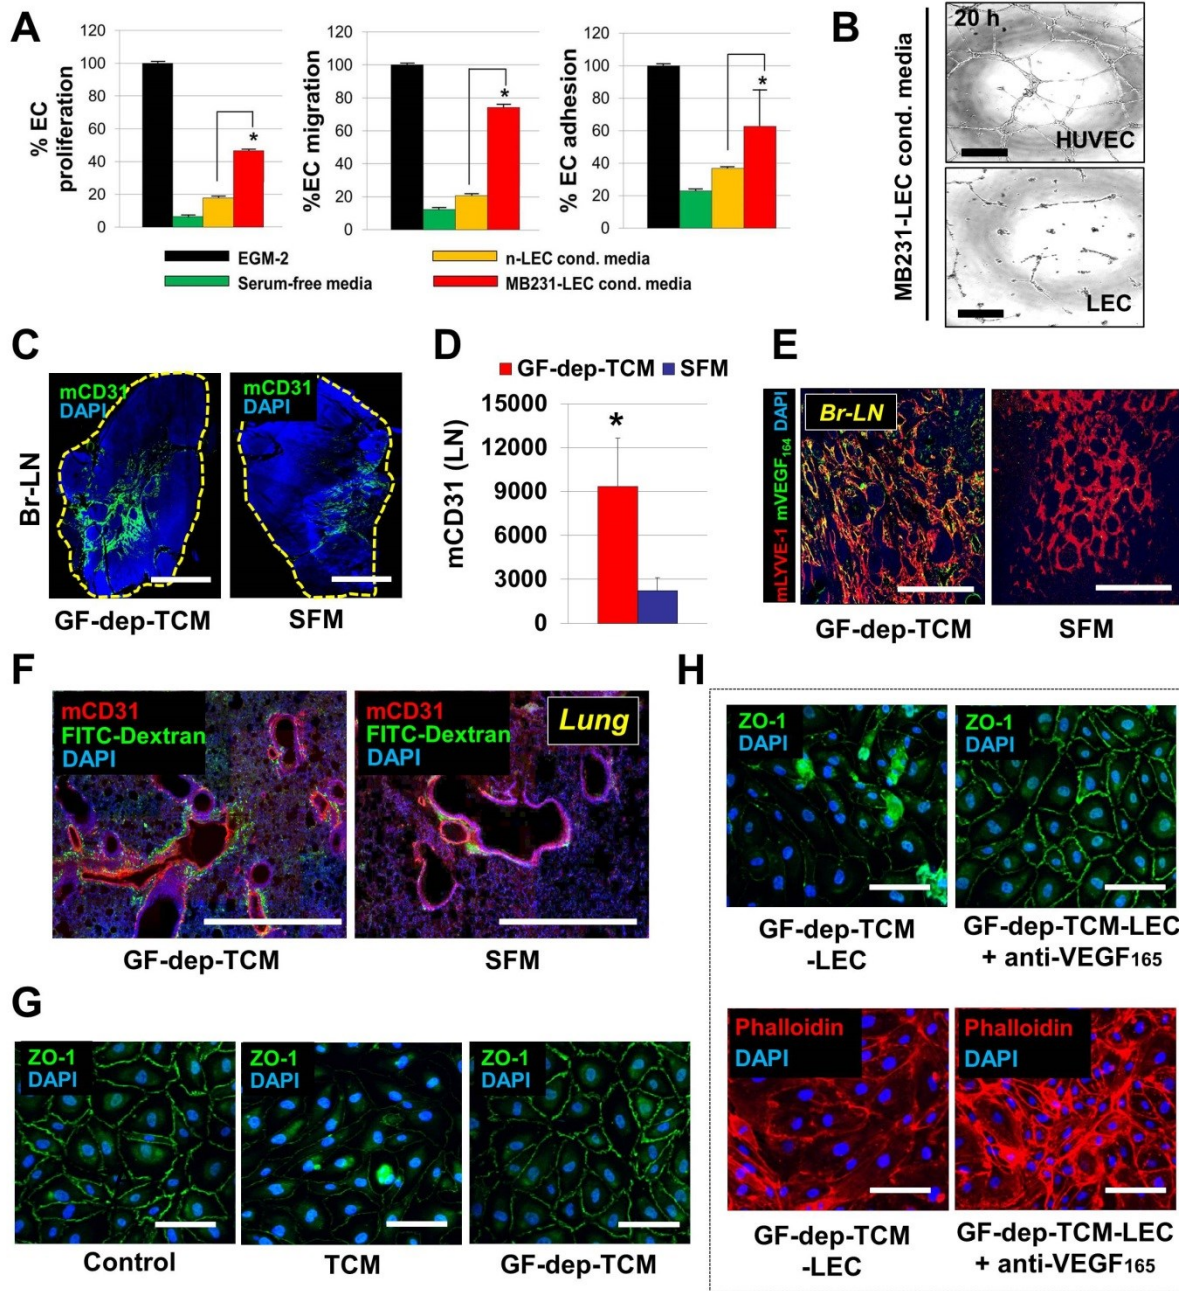 A
120
100
80
60
40
20
0
% EC
proliferation
120
100
80
60
40
20
0
%EC migration
*
120
100
80
60
40
20
0
% EC adhesion
*
*
EGM-2
Serum-free media
n-LEC cond. media
MB231-LEC cond. media
B
MB231-LEC cond. media
20 h
HUVEC
LEC
C
Br-LN
mCD31
DAPI
mCD31
DAPI
GF-dep-TCM
SFM
D
GF-dep-TCM
SFM
mCD31 (LN)
15000
12000
9000
6000
3000
0
*
E
mLYVE-1 mVEGF164 DAPI
Br-LN
GF-dep-TCM
SFM
F
mCD31
FITC-Dextran
DAPI
mCD31
FITC-Dextran
DAPI
Lung
GF-dep-TCM
SFM
G
ZO-1
DAPI
ZO-1
DAPI
ZO-1
DAPI
Control
TCM
GF-dep-TCM
H
ZO-1
DAPI
ZO-1
DAPI
GF-dep-TCM
-LEC
GF-dep-TCM-LEC
+ anti-VEGF165
Phalloidin
DAPI
Phalloidin
DAPI
GF-dep-TCM
-LEC
GF-dep-TCM-LEC
+ anti-VEGF165